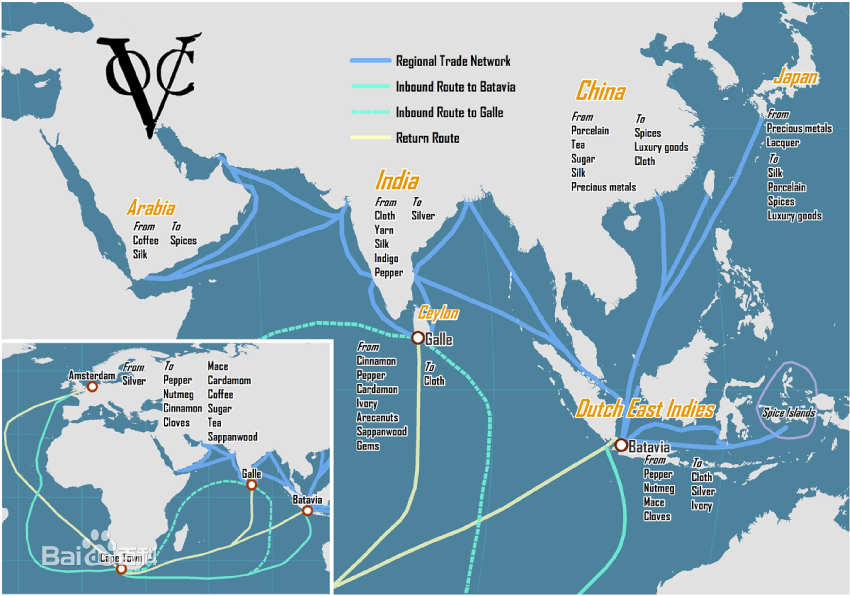 VOC
Regional Trade Network
Inbound Route to Batavia
Inbound Route to Galle
Return Route
China
From
Porcelain
Tea
Sugar
Silk
Precious metals
To
Spices
Luxury goods
Cloth
Japan
From
Precious metals
Lacquer
To
Silk
Porcelain
Spices
Luxury goods
India
From
Cloth
Yarn
Silk
Indigo
Pepper
To
Silver
Arabia
From
Coffee
Silk
To
Spices
Ceylon
Galle
From
Cinnamon
Pepper
Cardamon
Ivory
Arecanuts
Sappanwood
Gems
To
Cloth
Dutch East Indies
Spice Islands
Batavia
From
Pepper
Nutmeg
Mace
Cloves
To
Cloth
Silver
Ivory
Amsterdam
From
Silver
To
Pepper
Nutmeg
Cinnamon
Cloves
Mace
Cardamom
Coffee
Sugar
Tea
Sappanwood
Galle
Batavia
Cape Town
Bai百科